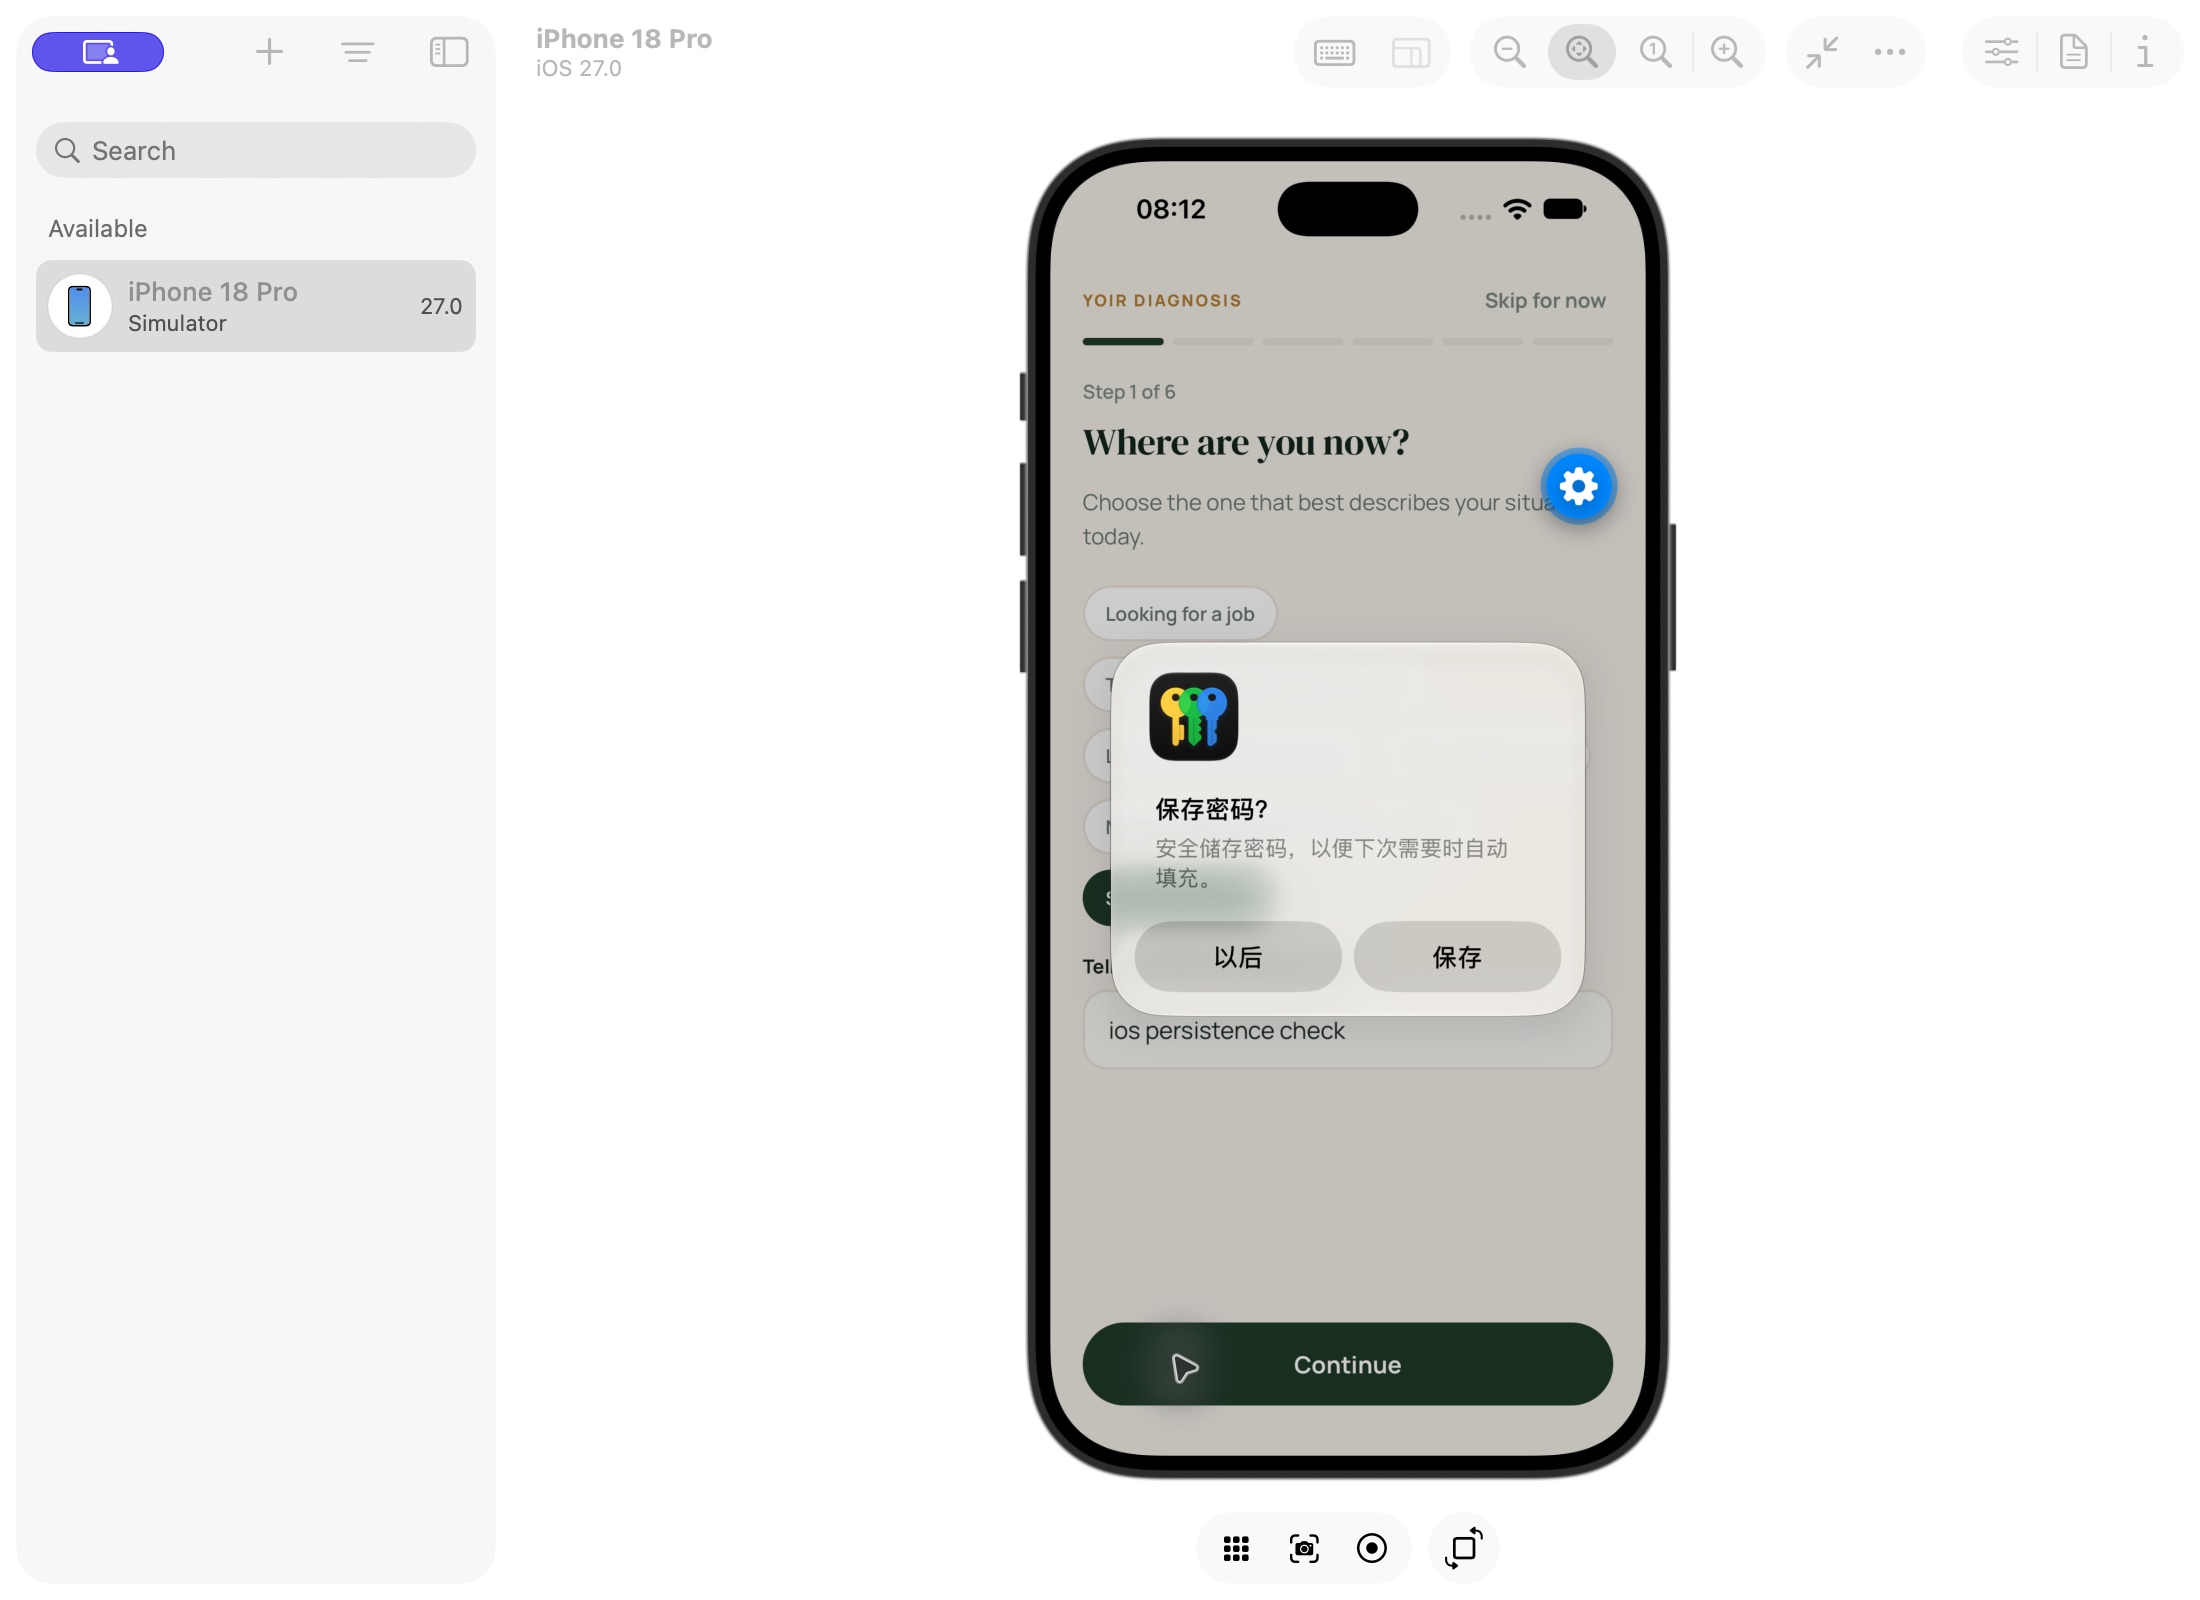 iPhone 18 Pro
iOS 27.0
Search
Available
iPhone 18 Pro
Simulator
27.0
08:12
YOIR DIAGNOSIS
Skip for now
Step 1 of 6
Where are you now?
Choose the one that best describes your
today.
Looking for a job
保存密码?
安全储存密码，以便下次需要时自动
填充。
以后
保存
ios persistence check
Continue